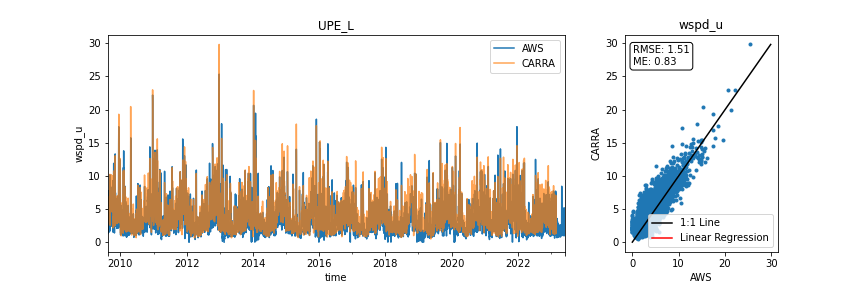 UPE_L
wspd_u
30
25
20
15
10
5
0
2010
2012
2014
2016
2018
2020
2022
time
AWS
CARRA
wspd_u
CARRA
30
25
20
15
10
5
0
RMSE: 1.51
ME: 0.83
1:1 Line
Linear Regression
0
10
20
30
AWS